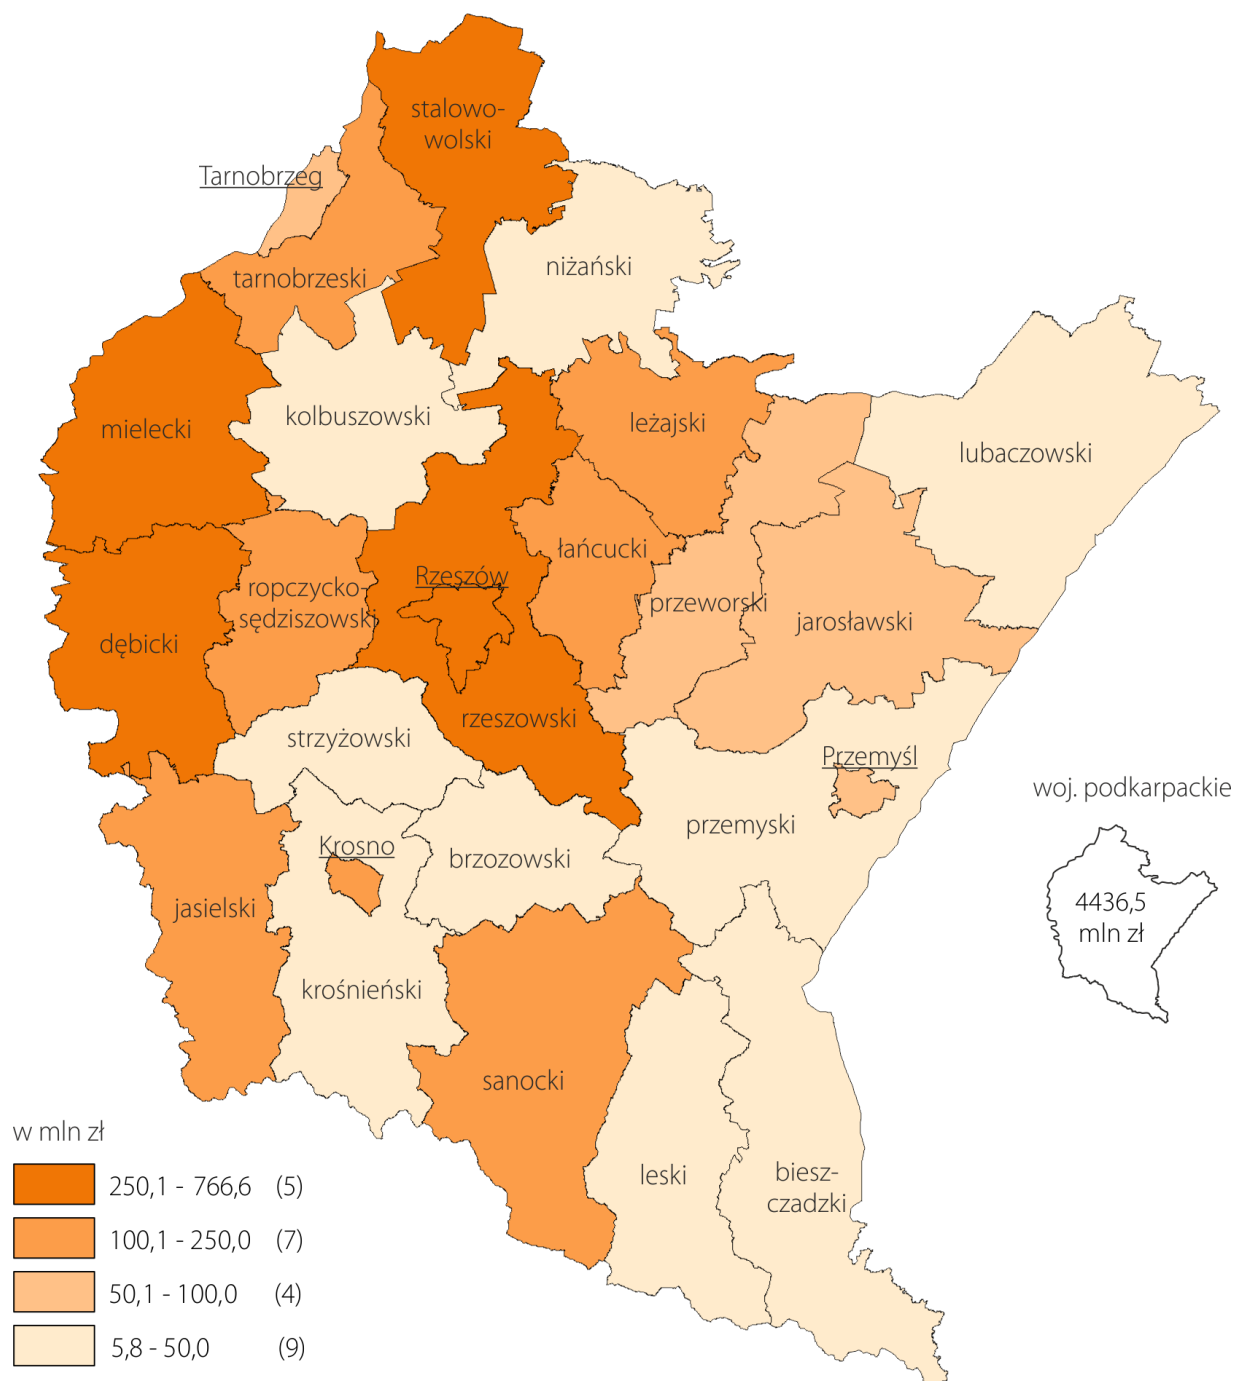 stalowo-
wolski
Tarnobrzeg
niżański
tarnobrzeski
kolbuszowski
leżajski
mielecki
lubaczowski
łańcucki
Rzeszów
ropczycko-
sędziszowski
przeworski
jarosławski
dębicki
rzeszowski
strzyżowski
Przemyśl
woj. podkarpackie
przemyski
Krosno
brzozowski
4436,5
mln zł
jasielski
krośnieński
sanocki
leski
biesz-
czadzki
w mln zł
250,1 - 766,6 (5)
100,1 - 250,0 (7)
50,1 - 100,0 (4)
5,8 - 50,0 (9)